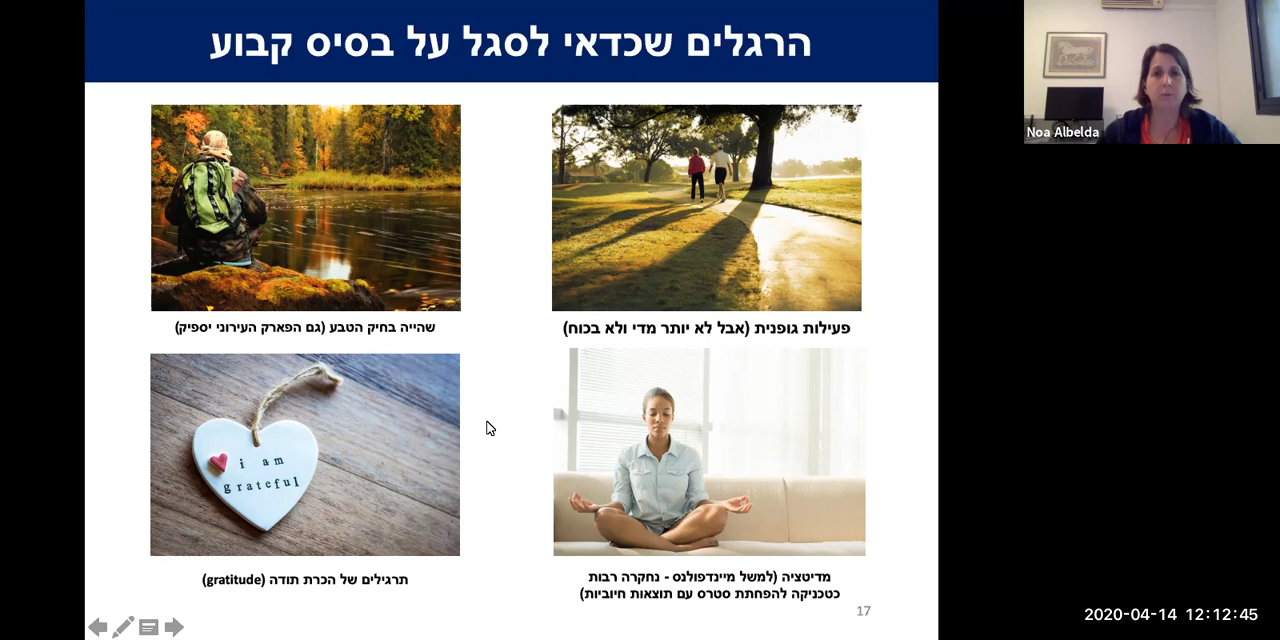 הרגלים שכדאי לסגל על בסיס קבוע
Noa Albelda
פעילות גופנית (אבל לא יותר מדי ולא בכוח)
שהייה בחיק הטבע (גם הפארק העירוני יספיק)
i am
grateful
מדיטציה (למשל מיינדפולנס - נחקרה רבות
כטכניקה להפחתת סטרס עם תוצאות חיוביות)
תרגילים של הכרת תודה (gratitude)
17
2020-04-14 12:12:45